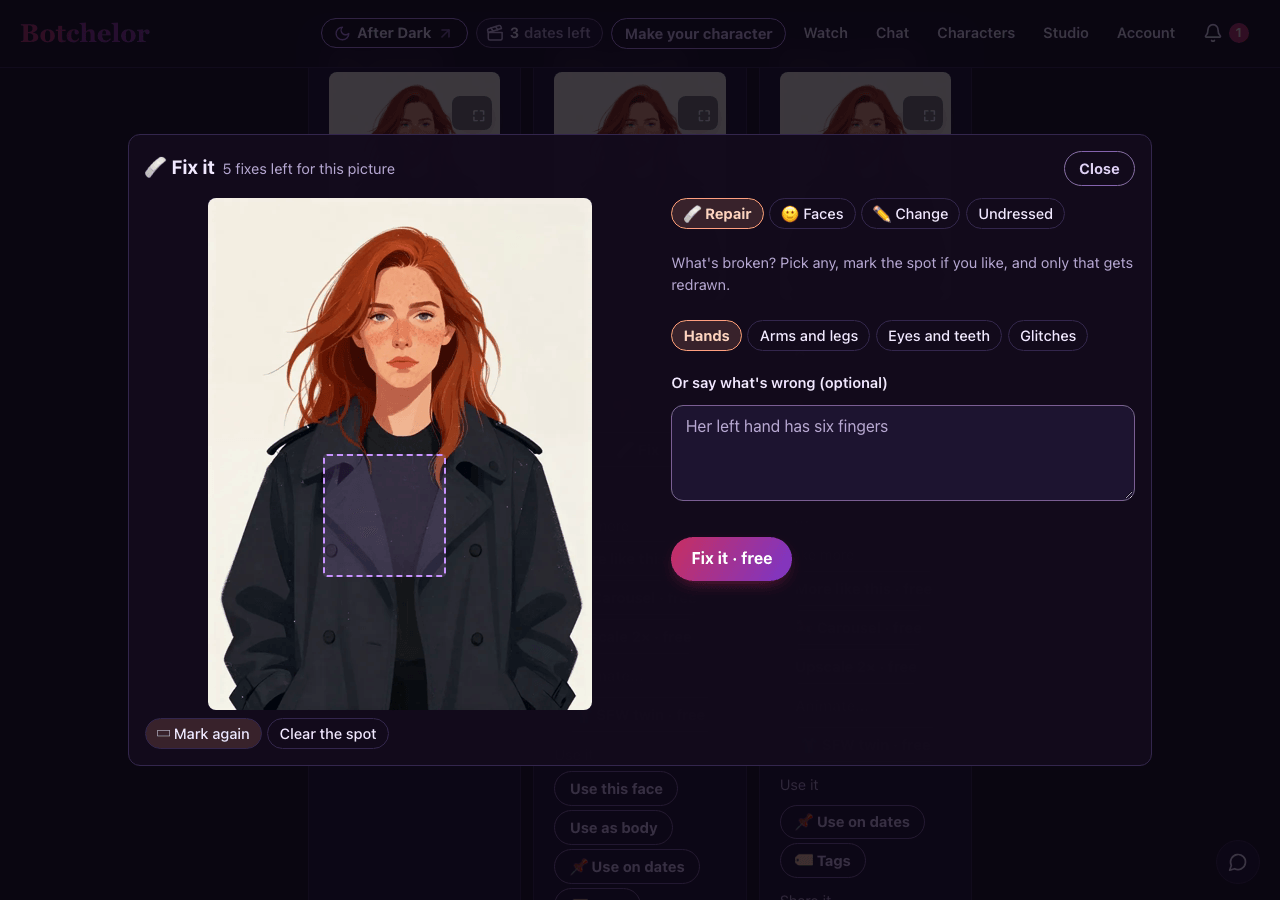 Botchelor
After Dark
3 dates left
Make your character
Watch
Chat
Characters
Studio
Account
1
Fix it
5 fixes left for this picture
Close
Repair
Faces
Change
Undressed
What's broken? Pick any, mark the spot if you like, and only that gets
redrawn.
Hands
Arms and legs
Eyes and teeth
Glitches
Or say what's wrong (optional)
Her left hand has six fingers
Fix it · free
Mark again
Clear the spot
Use this face
Use as body
Use on dates
Use it
Use on dates
Tags